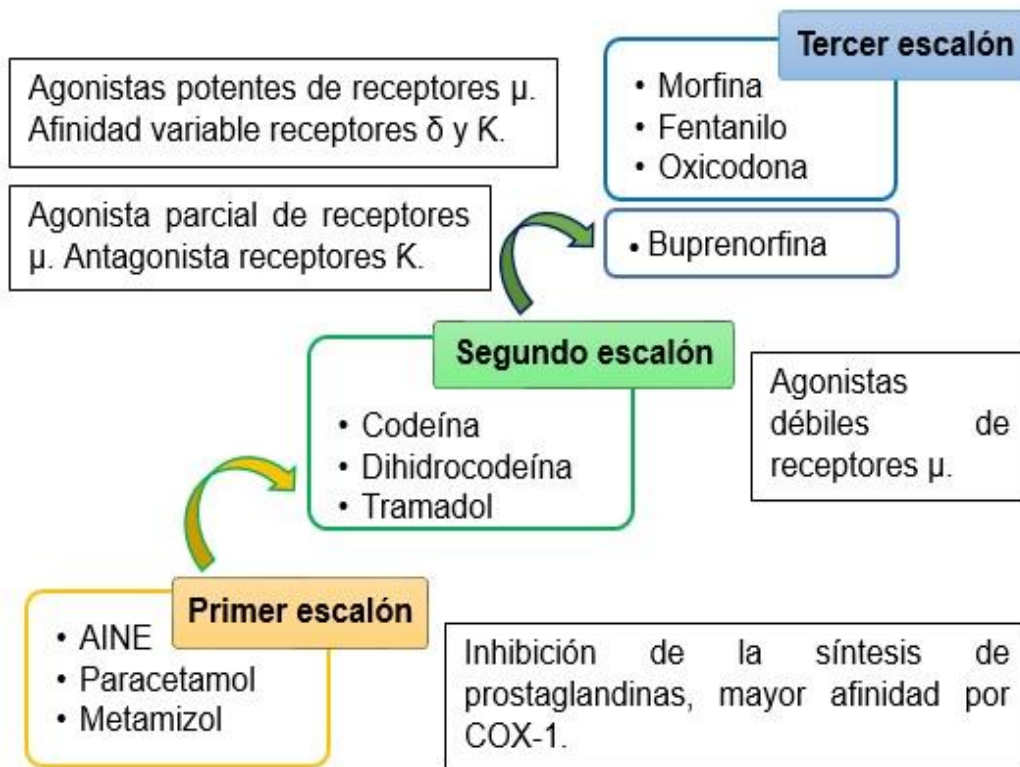 Tercer escalón
• Morfina
• Fentanilo
• Oxicodona
Agonistas potentes de receptores µ.
Afinidad variable receptores δ y Ƙ.
Agonista parcial de receptores
µ. Antagonista receptores Ƙ.
• Buprenorfina
Segundo escalón
• Codeína
• Dihidrocodeína
• Tramadol
Agonistas
débiles de
receptores µ.
Primer escalón
• AINE
• Paracetamol
• Metamizol
Inhibición de la síntesis de
prostaglandinas, mayor afinidad por
COX-1.